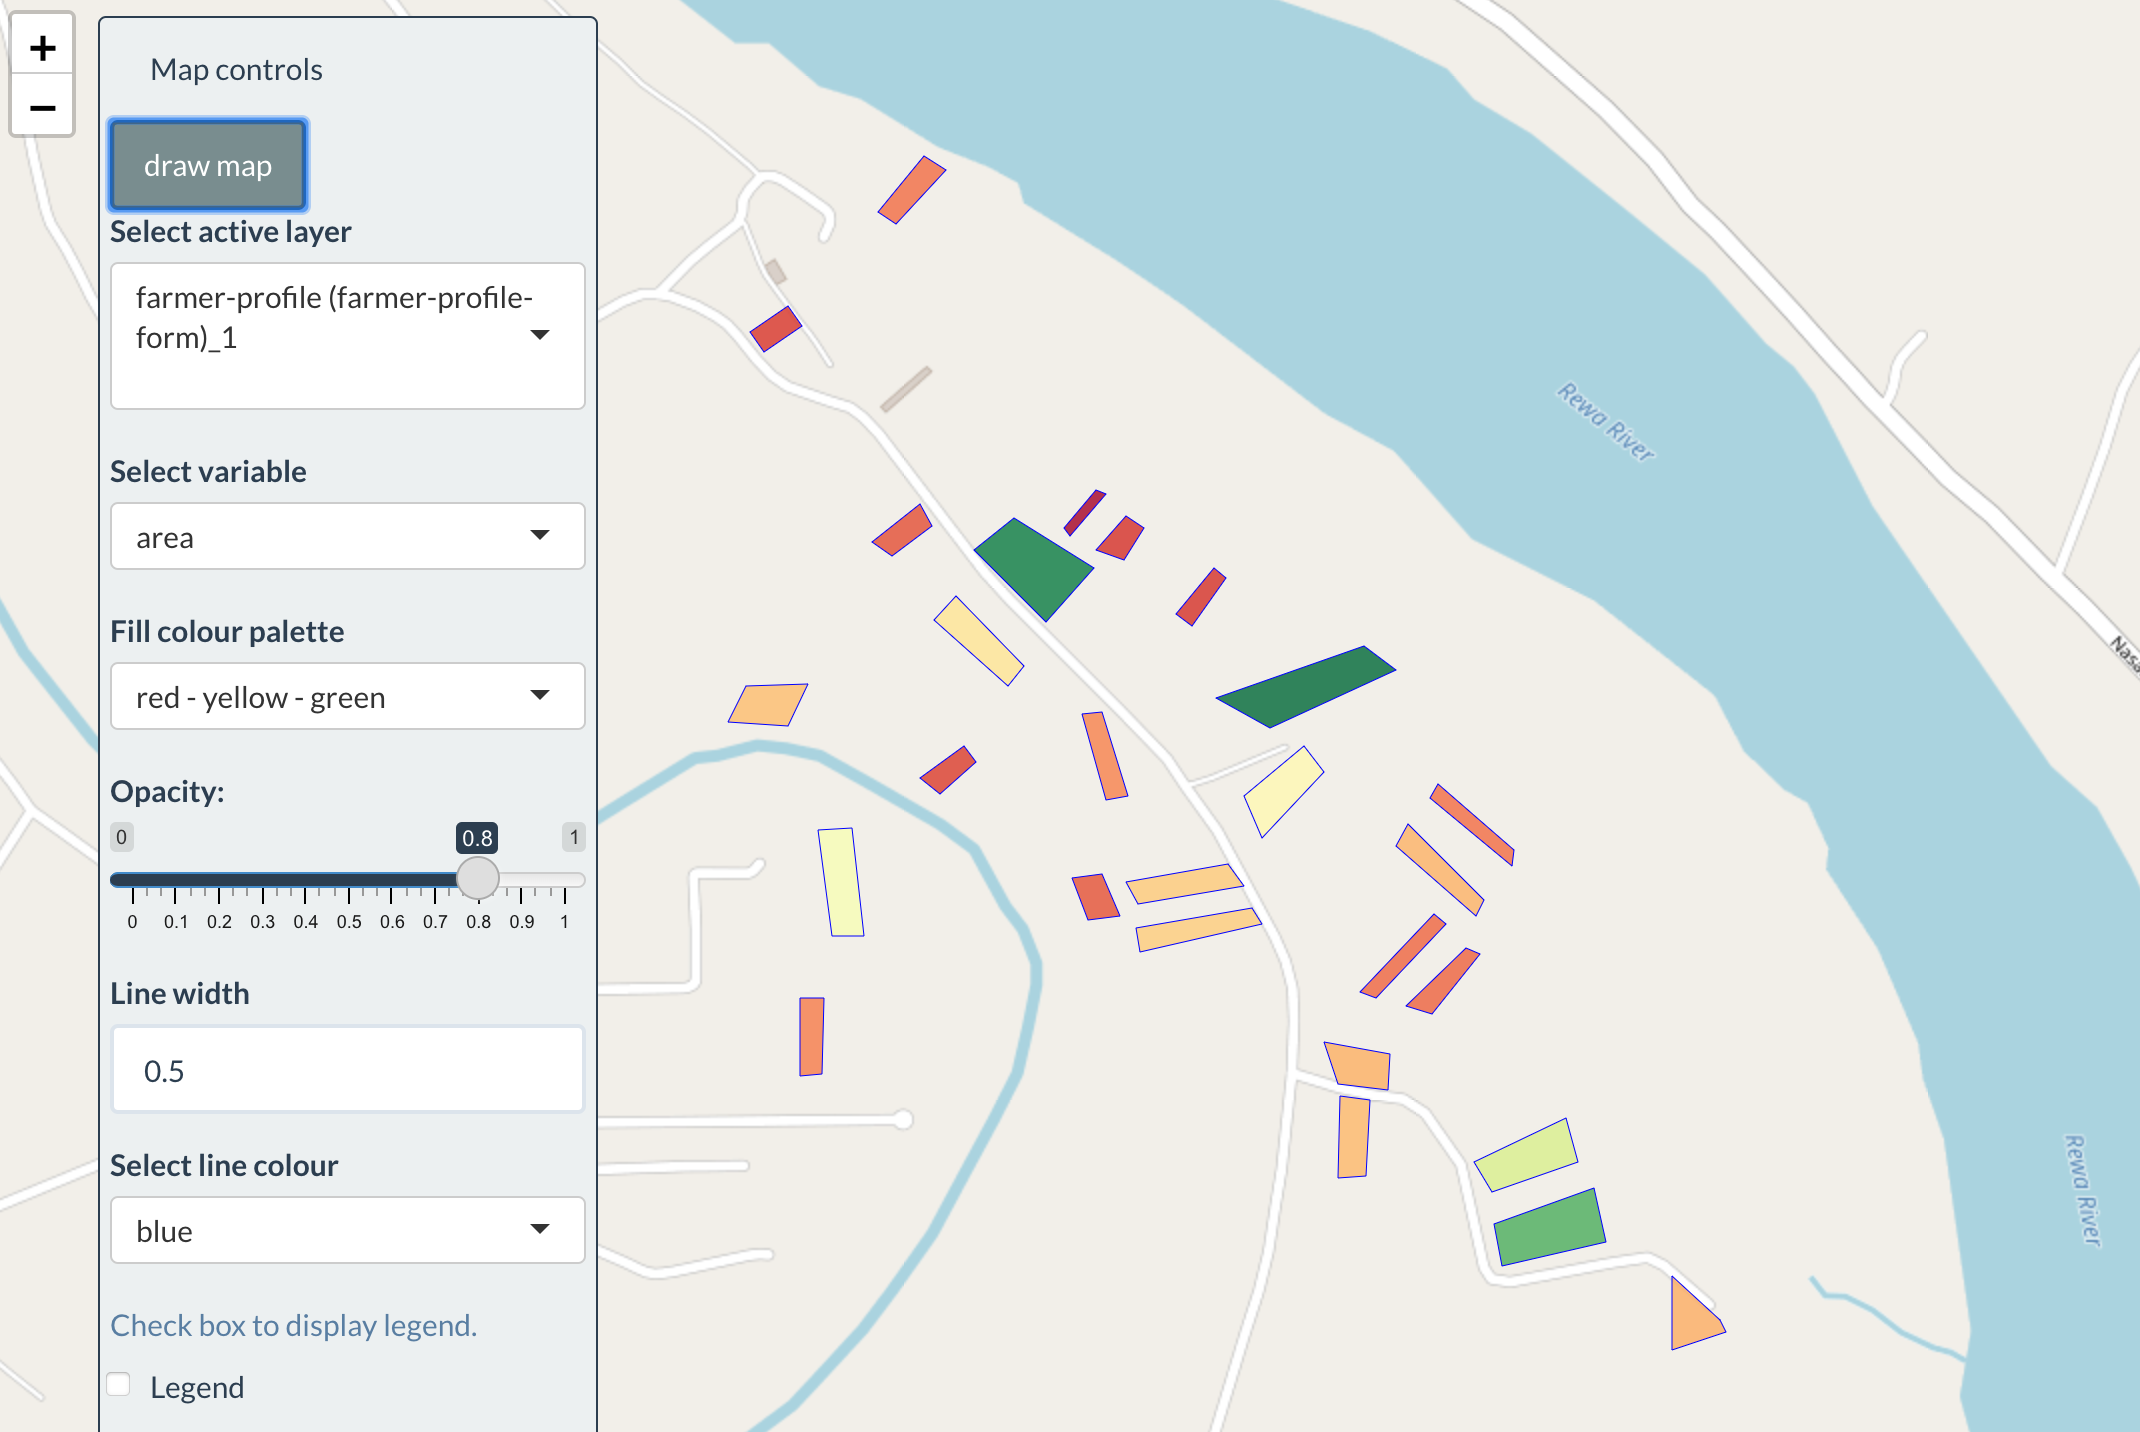 +
−
Map controls
draw map
Select active layer
farmer-profile (farmer-profile-
form)_1
Select variable
area
Fill colour palette
red - yellow - green
Opacity:
0 0.8 1
0 0.1 0.2 0.3 0.4 0.5 0.6 0.7 0.8 0.9 1
Line width
0.5
Select line colour
blue
Check box to display legend.
Legend
Rewa River
Nasa
Rewa River